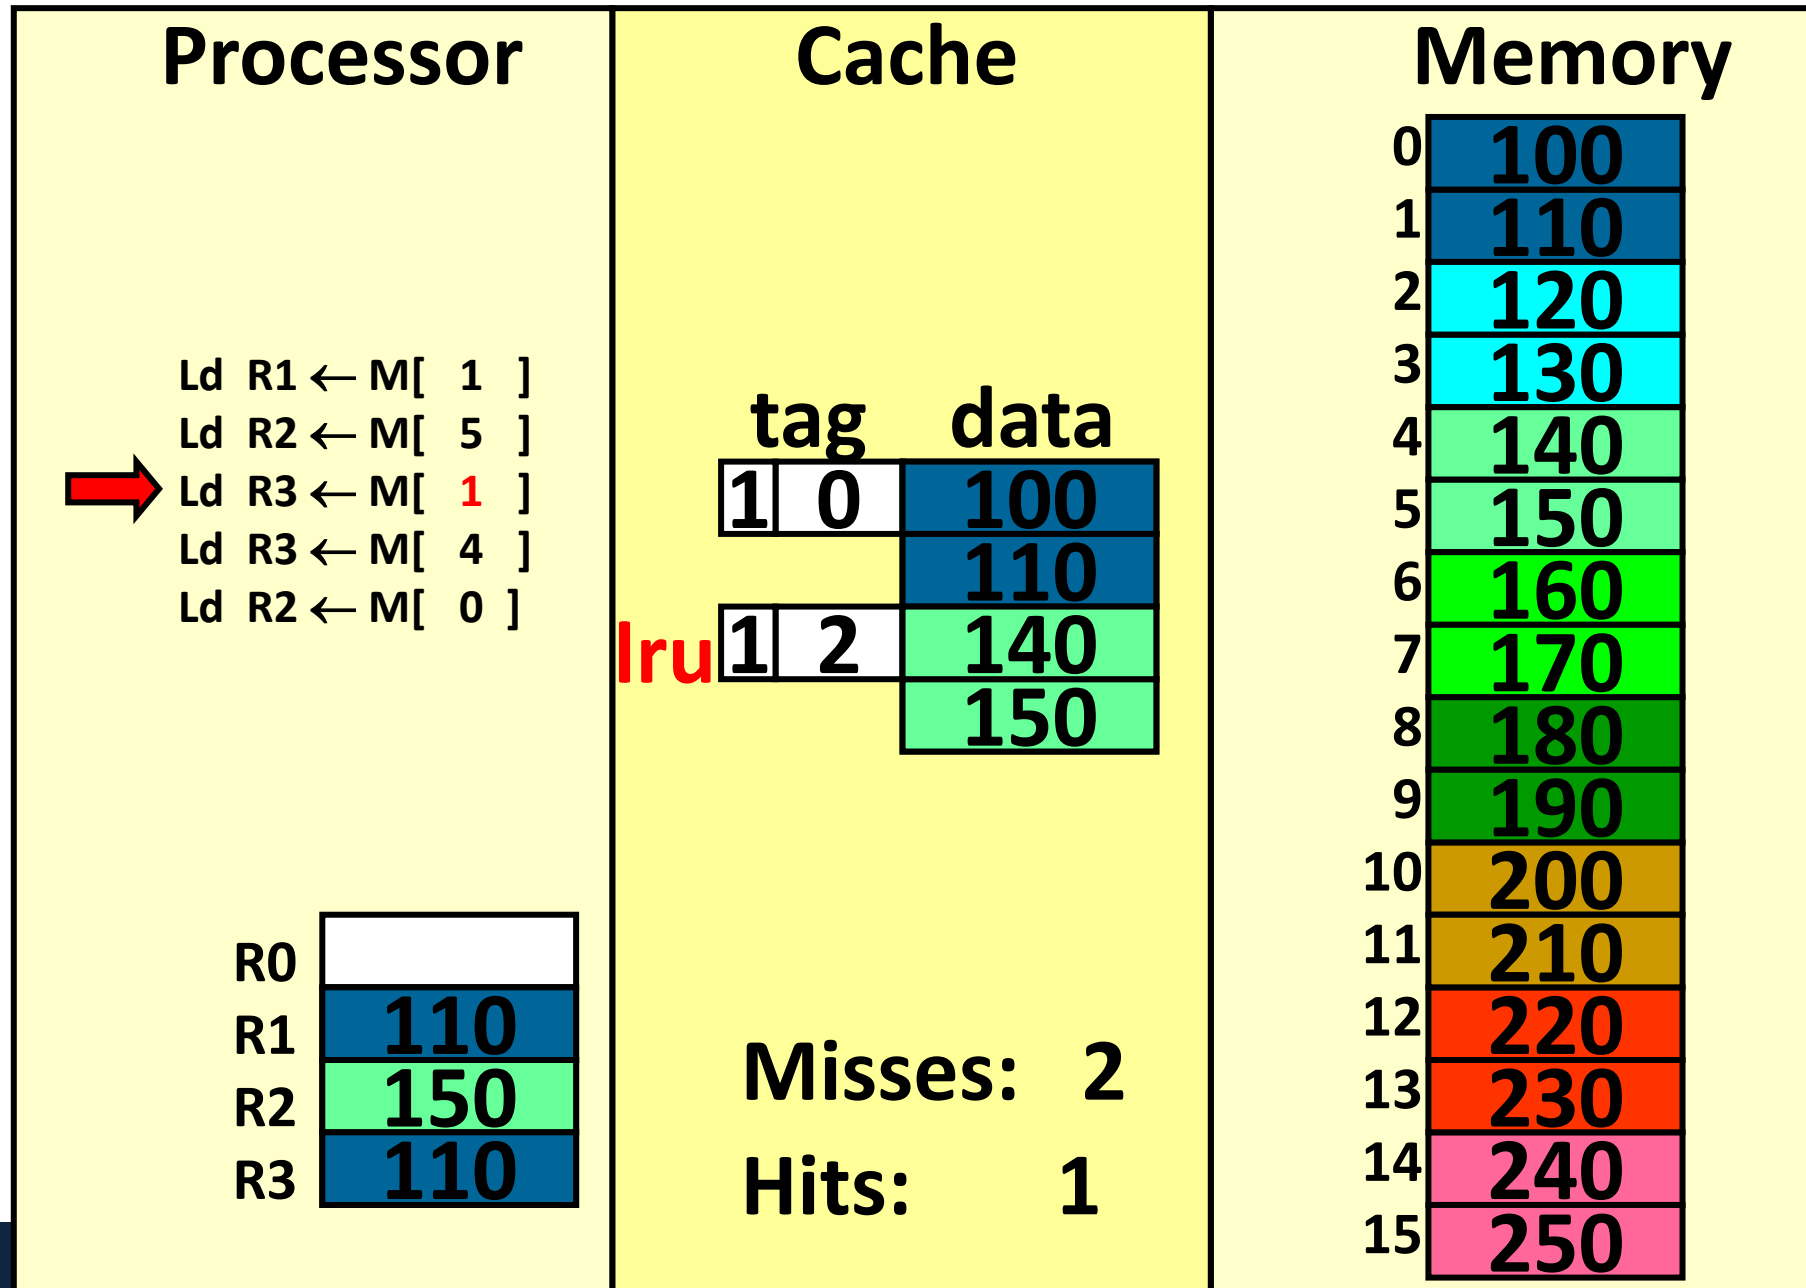 Processor
Ld R1 ← M[ 1 ]
Ld R2 ← M[ 5 ]
Ld R3 ← M[ 1 ]
Ld R3 ← M[ 4 ]
Ld R2 ← M[ 0 ]
R0
R1 110
R2 150
R3 110
Cache
tag data
1 0 100
110
lru 1 2 140
150
Misses: 2
Hits: 1
Memory
0 100
1 110
2 120
3 130
4 140
5 150
6 160
7 170
8 180
9 190
10 200
11 210
12 220
13 230
14 240
15 250